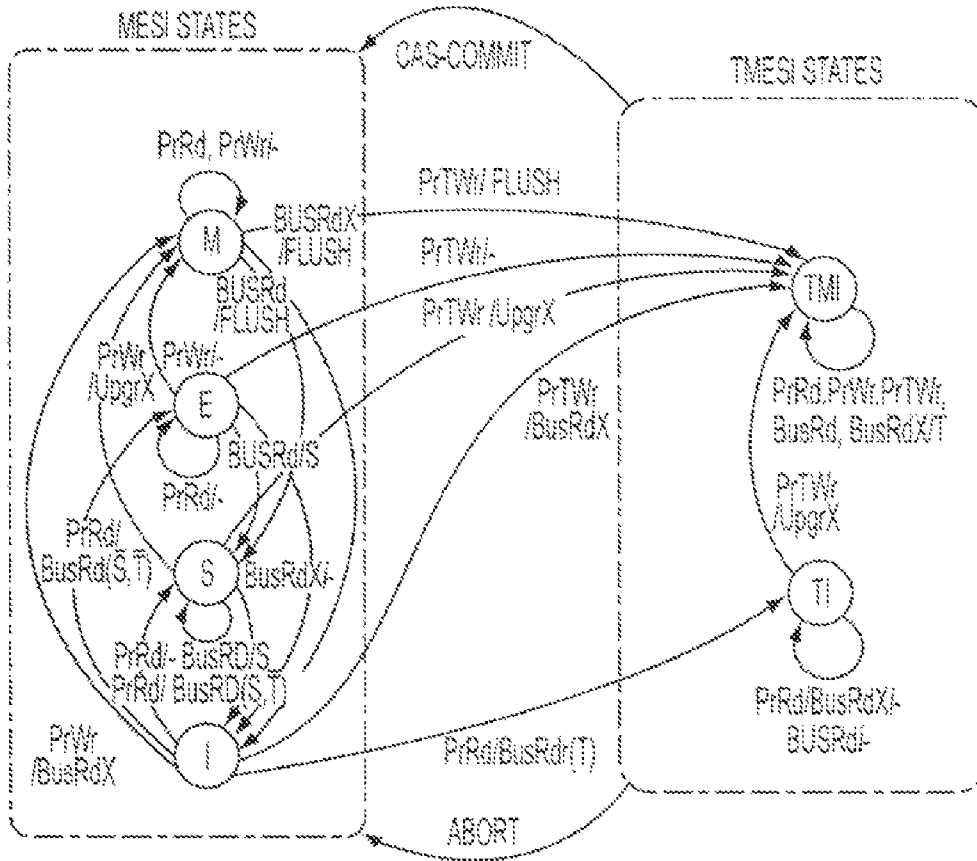 MESI STATES
CAS-COMMIT
TMESI STATES
PrRd, PrWr/-
PrTWr/ FLUSH
M
BUSRdX
/FLUSH
PrTWr/-
BUSRd
/FLUSH
TMI
PrTWr /UpgrX
PrWr
/UpgrX
PrWr/-
E
PrTWr
/BusRdX
PrRd.PrWr.PrTWr,
BusRd, BusRdX/T
BUSRd/S
PrRd/-
PrTWr
/UpgrX
PrRd/
BusRd(S̅,T̅)
S
BusRdX/-
TI
PrRd/- BusRD/S
PrRd/ BusRD(S,T̅)
PrRd/BusRdX/-
BUSRd/-
I
PrWr
/BusRdX
PrRd/BusRdr(T)
ABORT